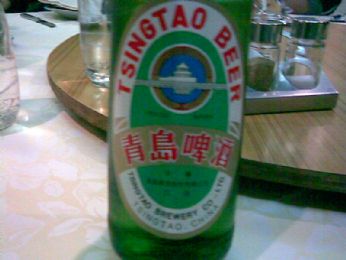 TSINGTAO BEER
青島啤酒
TSINGTAO BREWERY CO., LTD.
TSINGTAO, CHINA